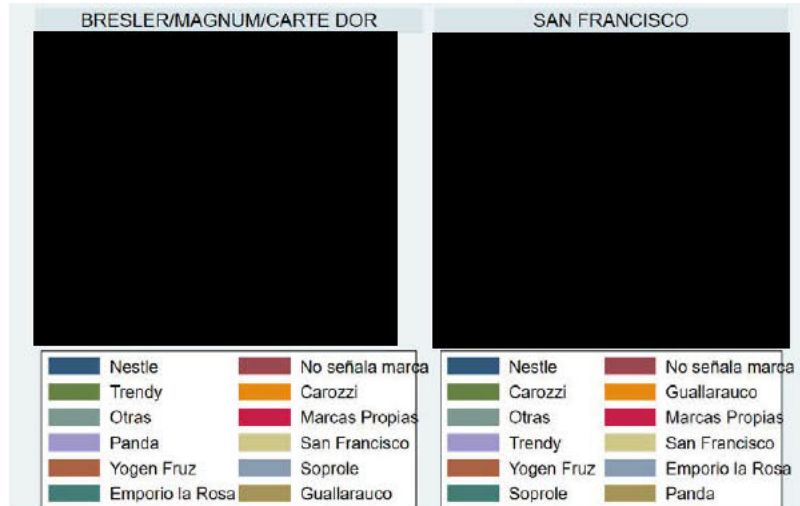 BRESLER/MAGNUM/CARTE DOR
SAN FRANCISCO
Nestle No señala marca
Trendy Carozzi
Otras Marcas Propias
Panda San Francisco
Yogen Fruz Soprole
Emporio la Rosa Guallarauco
Nestle No señala marca
Carozzi Guallarauco
Otras Marcas Propias
Trendy San Francisco
Yogen Fruz Emporio la Rosa
Soprole Panda